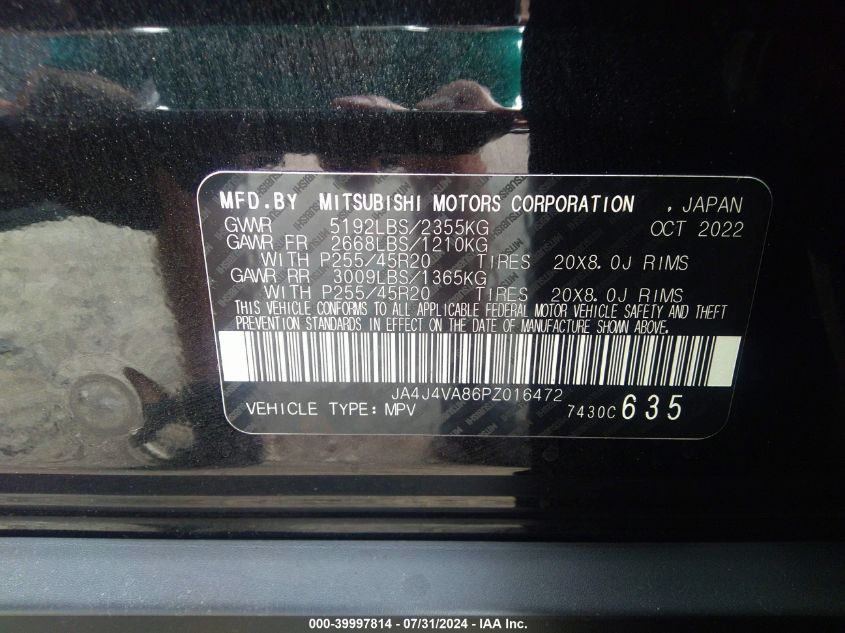 MFD.BY MITSUBISHI MOTORS CORPORATION , JAPAN
GVWR 5192LBS/2355KG OCT 2022
GAWR FR 2668LBS/1210KG
WITH P255/45R20 TIRES 20X8.0J RIMS
GAWR RR 3009LBS/1365KG
WITH P255/45R20 TIRES 20X8.0J RIMS
THIS VEHICLE CONFORMS TO ALL APPLICABLE FEDERAL MOTOR VEHICLE SAFETY AND THEFT
PREVENTION STANDARDS IN EFFECT ON THE DATE OF MANUFACTURE SHOWN ABOVE.
JA4J4VA86PZ016472
VEHICLE TYPE: MPV 7430C 635
000-39997814 - 07/31/2024 - IAA Inc.